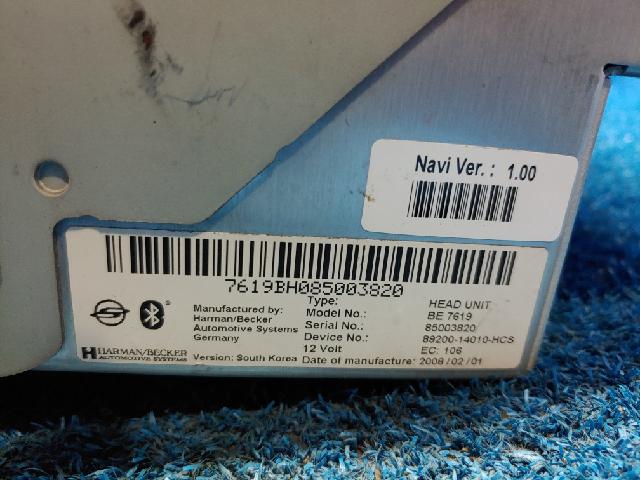 Navi Ver. : 1.00
7619BH085003820
Type: HEAD UNIT
Manufactured by: Model No.: BE 7619
Harman/Becker Serial No.: 85003820
Automotive Systems Device No.: 89200-14010-HCS
Germany 12 Volt EC: 106
HARMAN/BECKER
AUTOMOTIVE SYSTEMS
Version: South Korea Date of manufacture: 2008/02/01